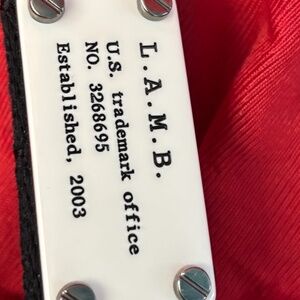 L.A.M.B.
U.S. trademark office
NO. 3268695
Established, 2003